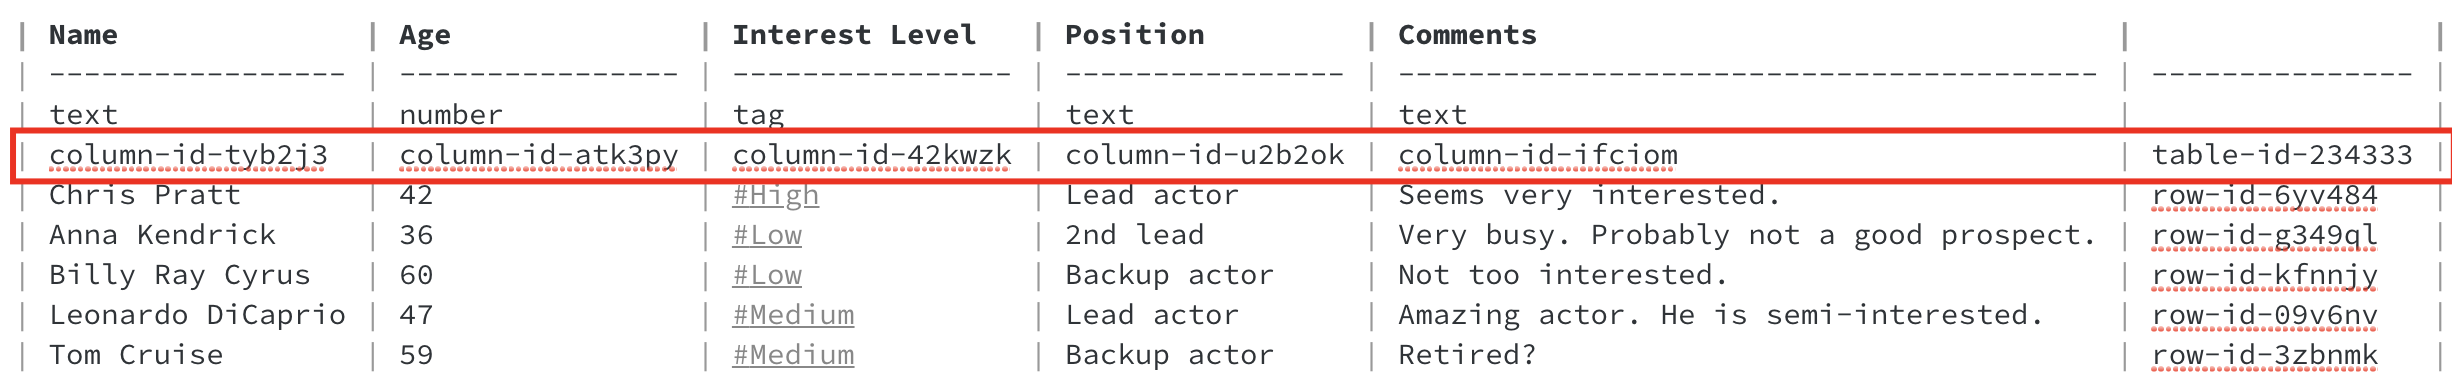 | Name | Age | Interest Level | Position | Comments | |
| ----------------- | ---------------- | ---------------- | ---------------- | ---------------------------------------- | --------------- |
| text | number | tag | text | text | |
| column-id-tyb2j3 | column-id-atk3py | column-id-42kwzk | column-id-u2b2ok | column-id-ifciom | table-id-234333 |
| Chris Pratt | 42 | #High | Lead actor | Seems very interested. | row-id-6yv484 |
| Anna Kendrick | 36 | #Low | 2nd lead | Very busy. Probably not a good prospect. | row-id-g349ql |
| Billy Ray Cyrus | 60 | #Low | Backup actor | Not too interested. | row-id-kfnnjy |
| Leonardo DiCaprio | 47 | #Medium | Lead actor | Amazing actor. He is semi-interested. | row-id-09v6nv |
| Tom Cruise | 59 | #Medium | Backup actor | Retired? | row-id-3zbnmk |